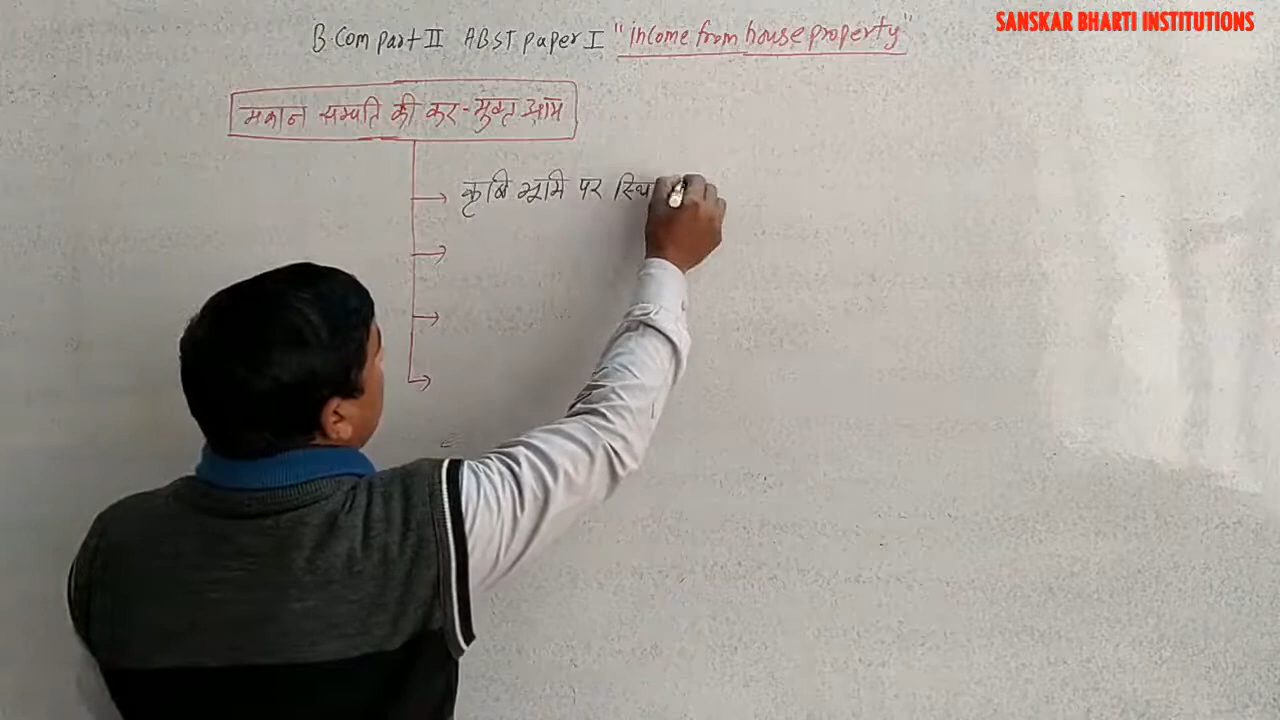 SANSKAR BHARTI INSTITUTIONS
B Com part II ABST paper I "income from house property"
मकान सम्पति की कर-मुक्त आय
कृषि भूमि पर